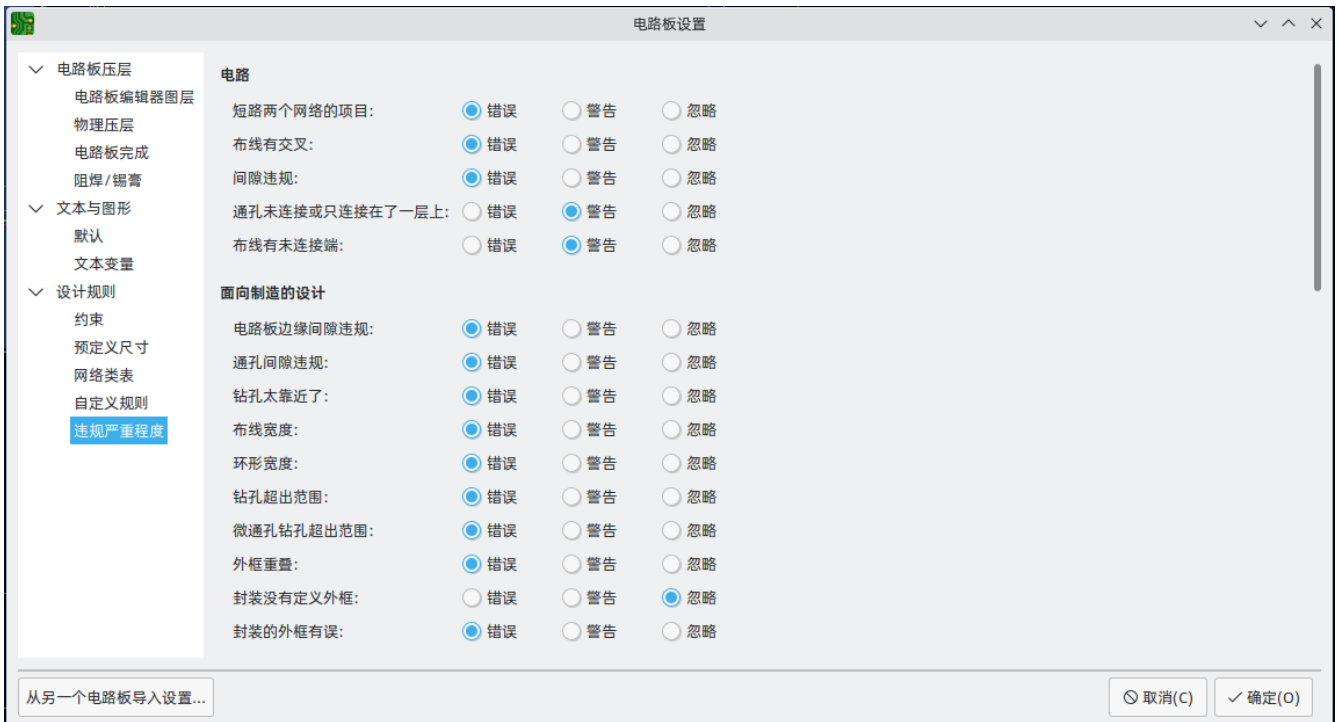 电路板设置
电路板压层
电路板编辑器图层
物理压层
电路板完成
阻焊/锡膏
文本与图形
默认
文本变量
设计规则
约束
预定义尺寸
网络类表
自定义规则
违规严重程度
电路
短路两个网络的项目: 错误 警告 忽略
布线有交叉: 错误 警告 忽略
间隙违规: 错误 警告 忽略
通孔未连接或只连接在了一层上: 错误 警告 忽略
布线有未连接端: 错误 警告 忽略
面向制造的设计
电路板边缘间隙违规: 错误 警告 忽略
通孔间隙违规: 错误 警告 忽略
钻孔太靠近了: 错误 警告 忽略
布线宽度: 错误 警告 忽略
环形宽度: 错误 警告 忽略
钻孔超出范围: 错误 警告 忽略
微通孔钻孔超出范围: 错误 警告 忽略
外框重叠: 错误 警告 忽略
封装没有定义外框: 错误 警告 忽略
封装的外框有误: 错误 警告 忽略
从另一个电路板导入设置... 取消(C) 确定(O)